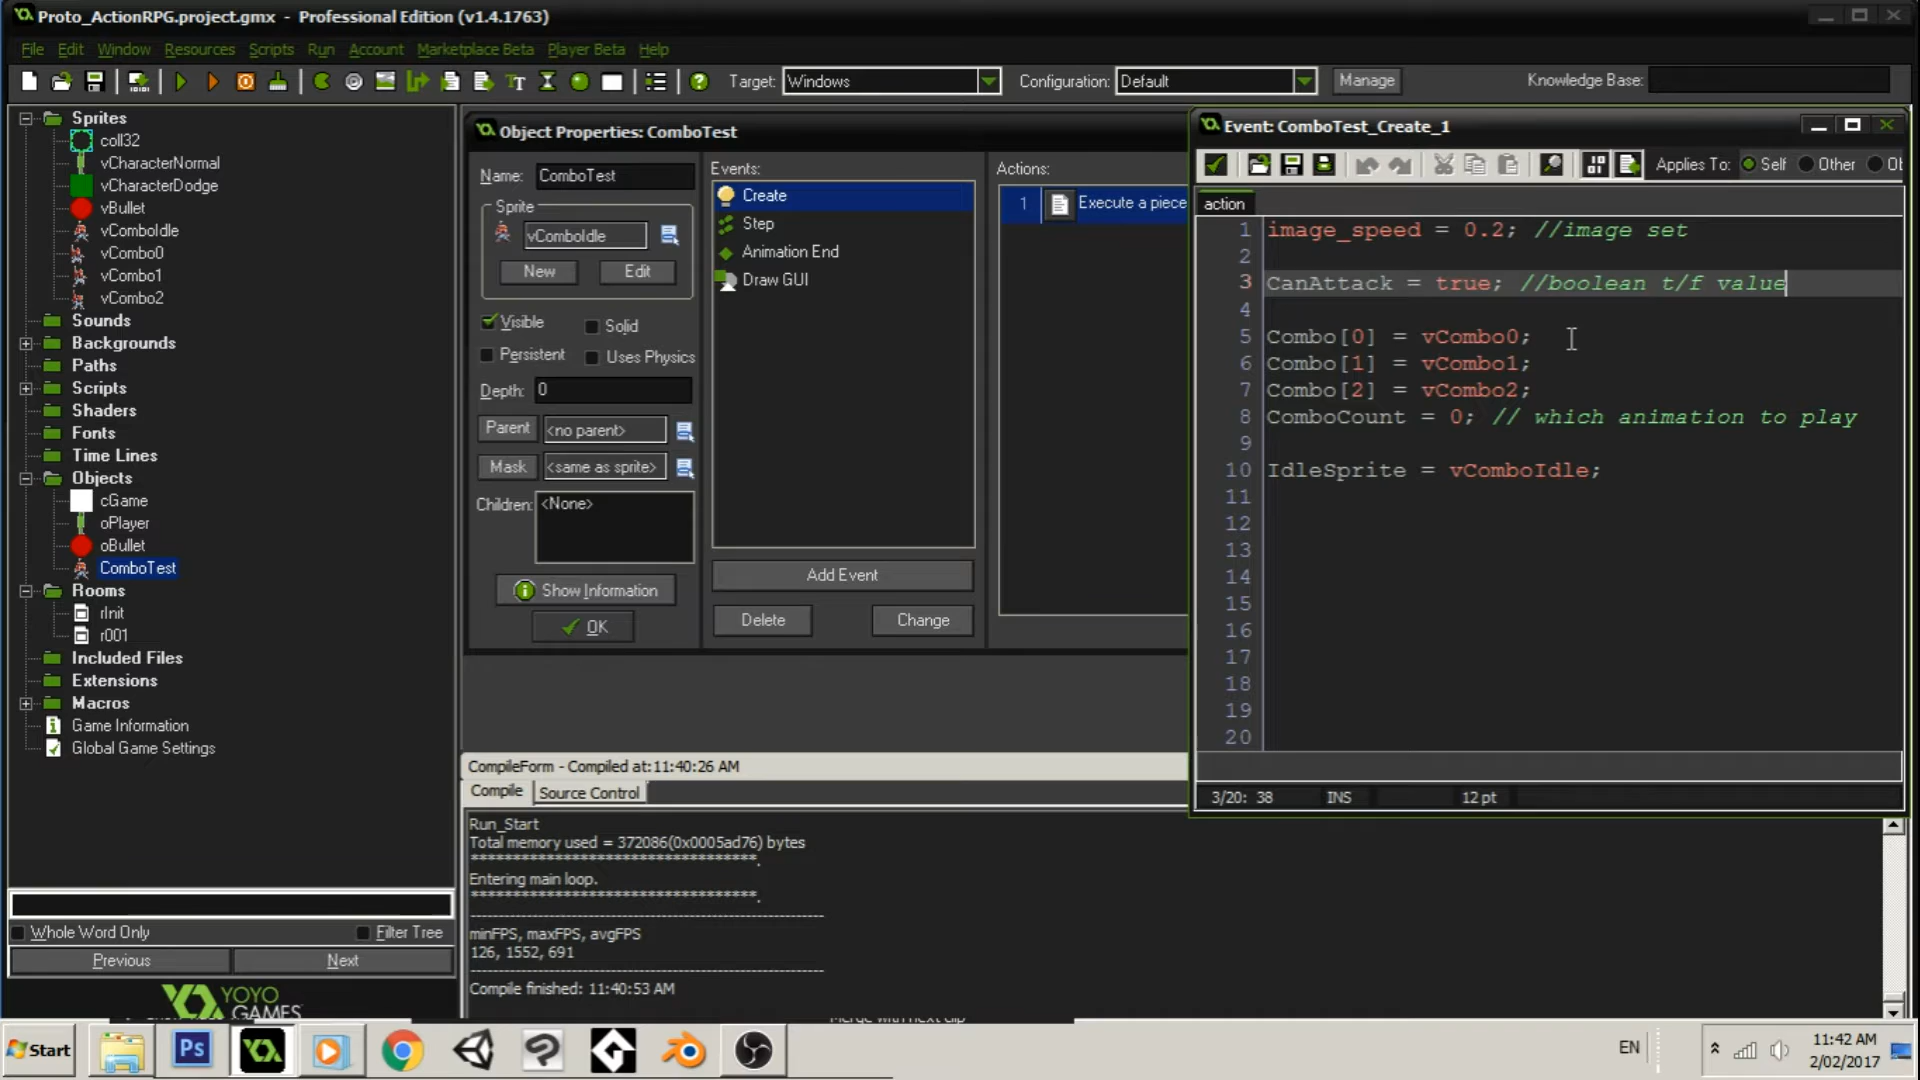 Proto_ActionRPG.project.gmx - Professional Edition (v1.4.1763)
File Edit Window Resources Scripts Run Account Marketplace Beta Player Beta Help
Target: Windows Configuration: Default Manage Knowledge Base:
Sprites
coll32
vCharacterNormal
vCharacterDodge
vBullet
vComboIdle
vCombo0
vCombo1
vCombo2
Sounds
Backgrounds
Paths
Scripts
Shaders
Fonts
Time Lines
Objects
cGame
oPlayer
oBullet
ComboTest
Rooms
rInit
r001
Included Files
Extensions
Macros
Game Information
Global Game Settings
Whole Word Only Filter Tree
Previous Next
YOYO
GAMES
Object Properties: ComboTest
Name: ComboTest
Sprite
vComboIdle
New Edit
Visible Solid
Persistent Uses Physics
Depth: 0
Parent <no parent>
Mask <same as sprite>
Children: <None>
Show Information
OK
Events:
Create
Step
Animation End
Draw GUI
Add Event
Delete Change
Actions:
1 Execute a piece
Event: ComboTest_Create_1
Applies To: Self Other Ob
action
1 image_speed = 0.2; //image set
2
3 CanAttack = true; //boolean t/f value
4
5 Combo[0] = vCombo0;
6 Combo[1] = vCombo1;
7 Combo[2] = vCombo2;
8 ComboCount = 0; // which animation to play
9
10 IdleSprite = vComboIdle;
11
12
13
14
15
16
17
18
19
20
3/20: 38 INS 12 pt
CompileForm - Compiled at:11:40:26 AM
Compile Source Control
Run_Start
Total memory used = 372086(0x0005ad76) bytes
***********************************.
Entering main loop.
***********************************.
minFPS, maxFPS, avgFPS
126, 1552, 691
Compile finished: 11:40:53 AM
Start Ps EN 11:42 AM
2/02/2017